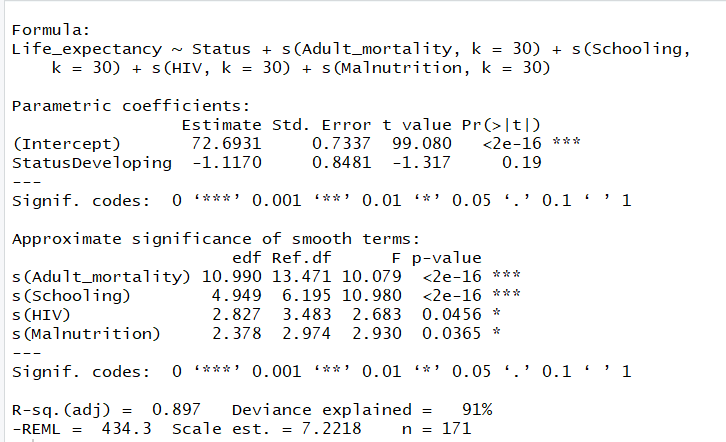 Formula:
Life_expectancy ~ Status + s(Adult_mortality, k = 30) + s(Schooling,
    k = 30) + s(HIV, k = 30) + s(Malnutrition, k = 30)

Parametric coefficients:
                 Estimate Std. Error t value Pr(>|t|)
(Intercept)       72.6931     0.7337  99.080   <2e-16 ***
StatusDeveloping  -1.1170     0.8481  -1.317     0.19
---
Signif. codes:  0 ‘***’ 0.001 ‘**’ 0.01 ‘*’ 0.05 ‘.’ 0.1 ‘ ’ 1

Approximate significance of smooth terms:
                      edf Ref.df      F p-value
s(Adult_mortality) 10.990 13.471 10.079  <2e-16 ***
s(Schooling)        4.949  6.195 10.980  <2e-16 ***
s(HIV)              2.827  3.483  2.683  0.0456 *
s(Malnutrition)     2.378  2.974  2.930  0.0365 *
---
Signif. codes:  0 ‘***’ 0.001 ‘**’ 0.01 ‘*’ 0.05 ‘.’ 0.1 ‘ ’ 1

R-sq.(adj) =  0.897   Deviance explained =   91%
-REML =  434.3  Scale est. = 7.2218    n = 171